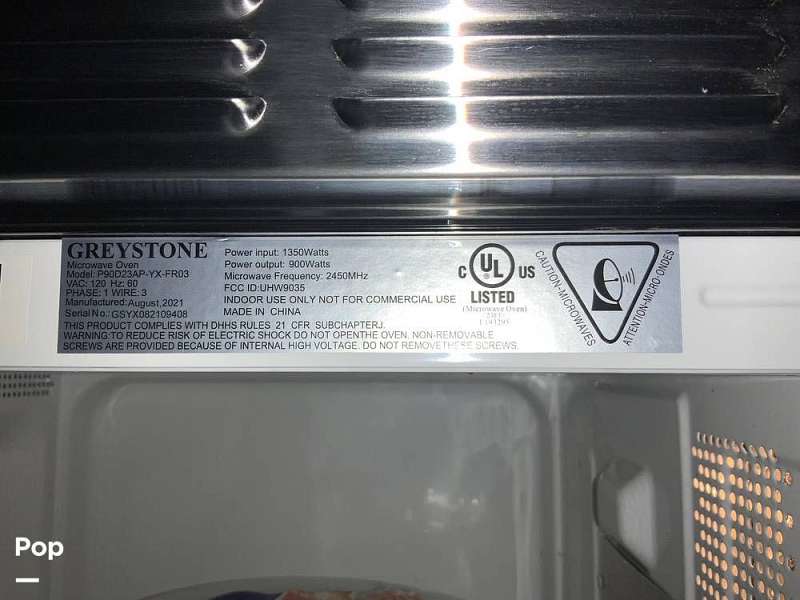 GREYSTONE
Microwave Oven
Model: P90D23AP-YX-FR03
VAC: 120 Hz: 60
PHASE: 1 WIRE: 3
Manufactured: August,2021
Serial No.: GSYX082109408
Power input: 1350Watts
Power output: 900Watts
Microwave Frequency: 2450MHz
FCC ID:UHW9035
INDOOR USE ONLY NOT FOR COMMERCIAL USE
MADE IN CHINA
THIS PRODUCT COMPLIES WITH DHHS RULES 21 CFR SUBCHAPTERJ.
WARNING:TO REDUCE RISK OF ELECTRIC SHOCK DO NOT OPENTHE OVEN. NON-REMOVABLE
SCREWS ARE PROVIDED BECAUSE OF INTERNAL HIGH VOLTAGE. DO NOT REMOVETHESE SCREWS.
C UL US
LISTED
(Microwave Oven)
CAUTION-MICROWAVES
ATTENTION-MICRO ONDES
Pop